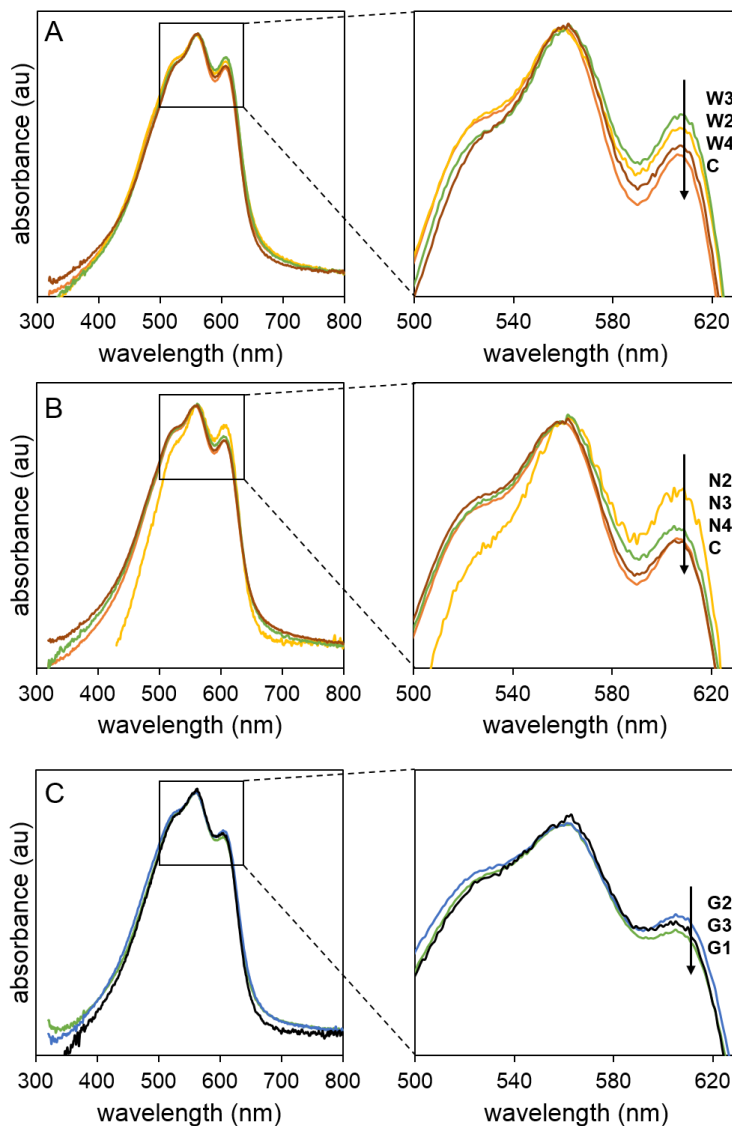 A
absorbance (au)
300 400 500 600 700 800
wavelength (nm)
W3
W2
W4
C
500 540 580 620
wavelength (nm)
B
absorbance (au)
300 400 500 600 700 800
wavelength (nm)
N2
N3
N4
C
500 540 580 620
wavelength (nm)
C
absorbance (au)
300 400 500 600 700 800
wavelength (nm)
G2
G3
G1
500 540 580 620
wavelength (nm)